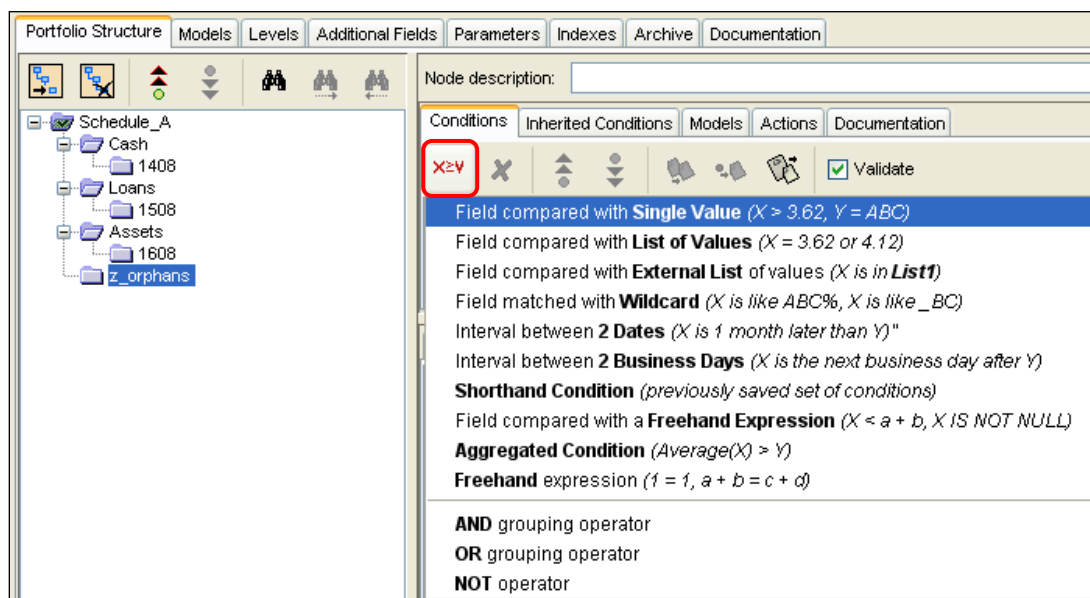 Portfolio Structure Models Levels Additional Fields Parameters Indexes Archive Documentation
Node description:
Schedule_A
Cash
1408
Loans
1508
Assets
1608
z_orphans
Conditions Inherited Conditions Models Actions Documentation
X≥Y Validate
Field compared with Single Value (X > 3.62, Y = ABC)
Field compared with List of Values (X = 3.62 or 4.12)
Field compared with External List of values (X is in List1)
Field matched with Wildcard (X is like ABC%, X is like _BC)
Interval between 2 Dates (X is 1 month later than Y)"
Interval between 2 Business Days (X is the next business day after Y)
Shorthand Condition (previously saved set of conditions)
Field compared with a Freehand Expression (X < a + b, X IS NOT NULL)
Aggregated Condition (Average(X) > Y)
Freehand expression (1 = 1, a + b = c + d)
AND grouping operator
OR grouping operator
NOT operator